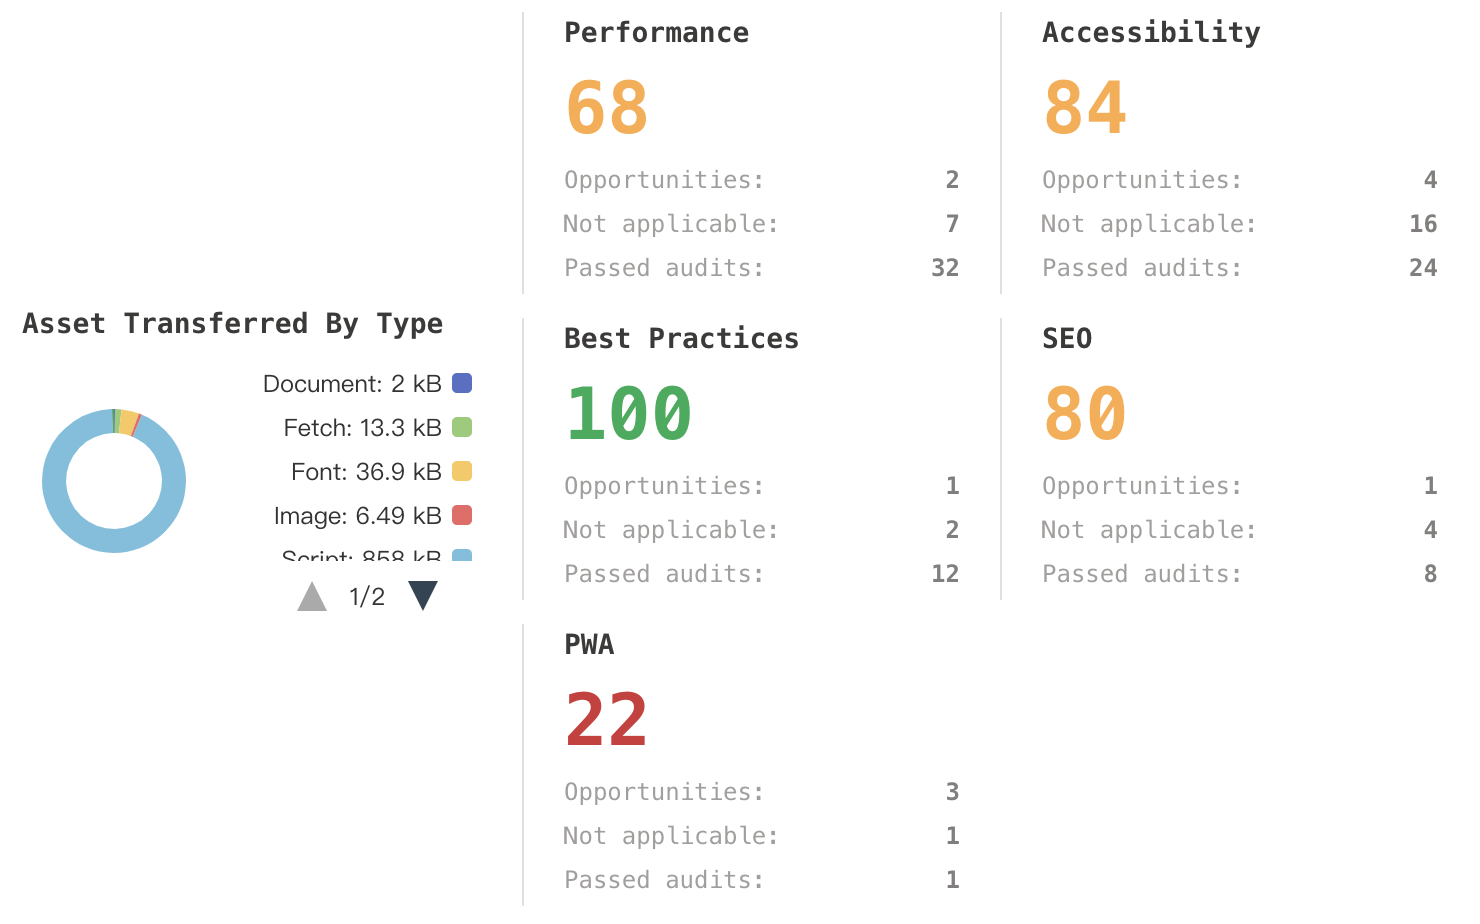 Asset Transferred By Type
Document: 2 kB
Fetch: 13.3 kB
Font: 36.9 kB
Image: 6.49 kB
Script: 858 kB
1/2
Performance
68
Opportunities: 2
Not applicable: 7
Passed audits: 32
Accessibility
84
Opportunities: 4
Not applicable: 16
Passed audits: 24
Best Practices
100
Opportunities: 1
Not applicable: 2
Passed audits: 12
SEO
80
Opportunities: 1
Not applicable: 4
Passed audits: 8
PWA
22
Opportunities: 3
Not applicable: 1
Passed audits: 1